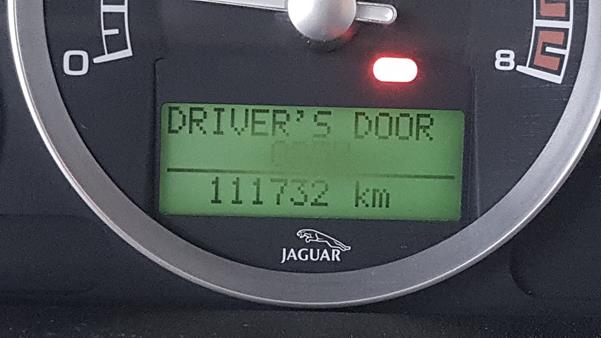 0
8
DRIVER'S DOOR
111732 km
JAGUAR